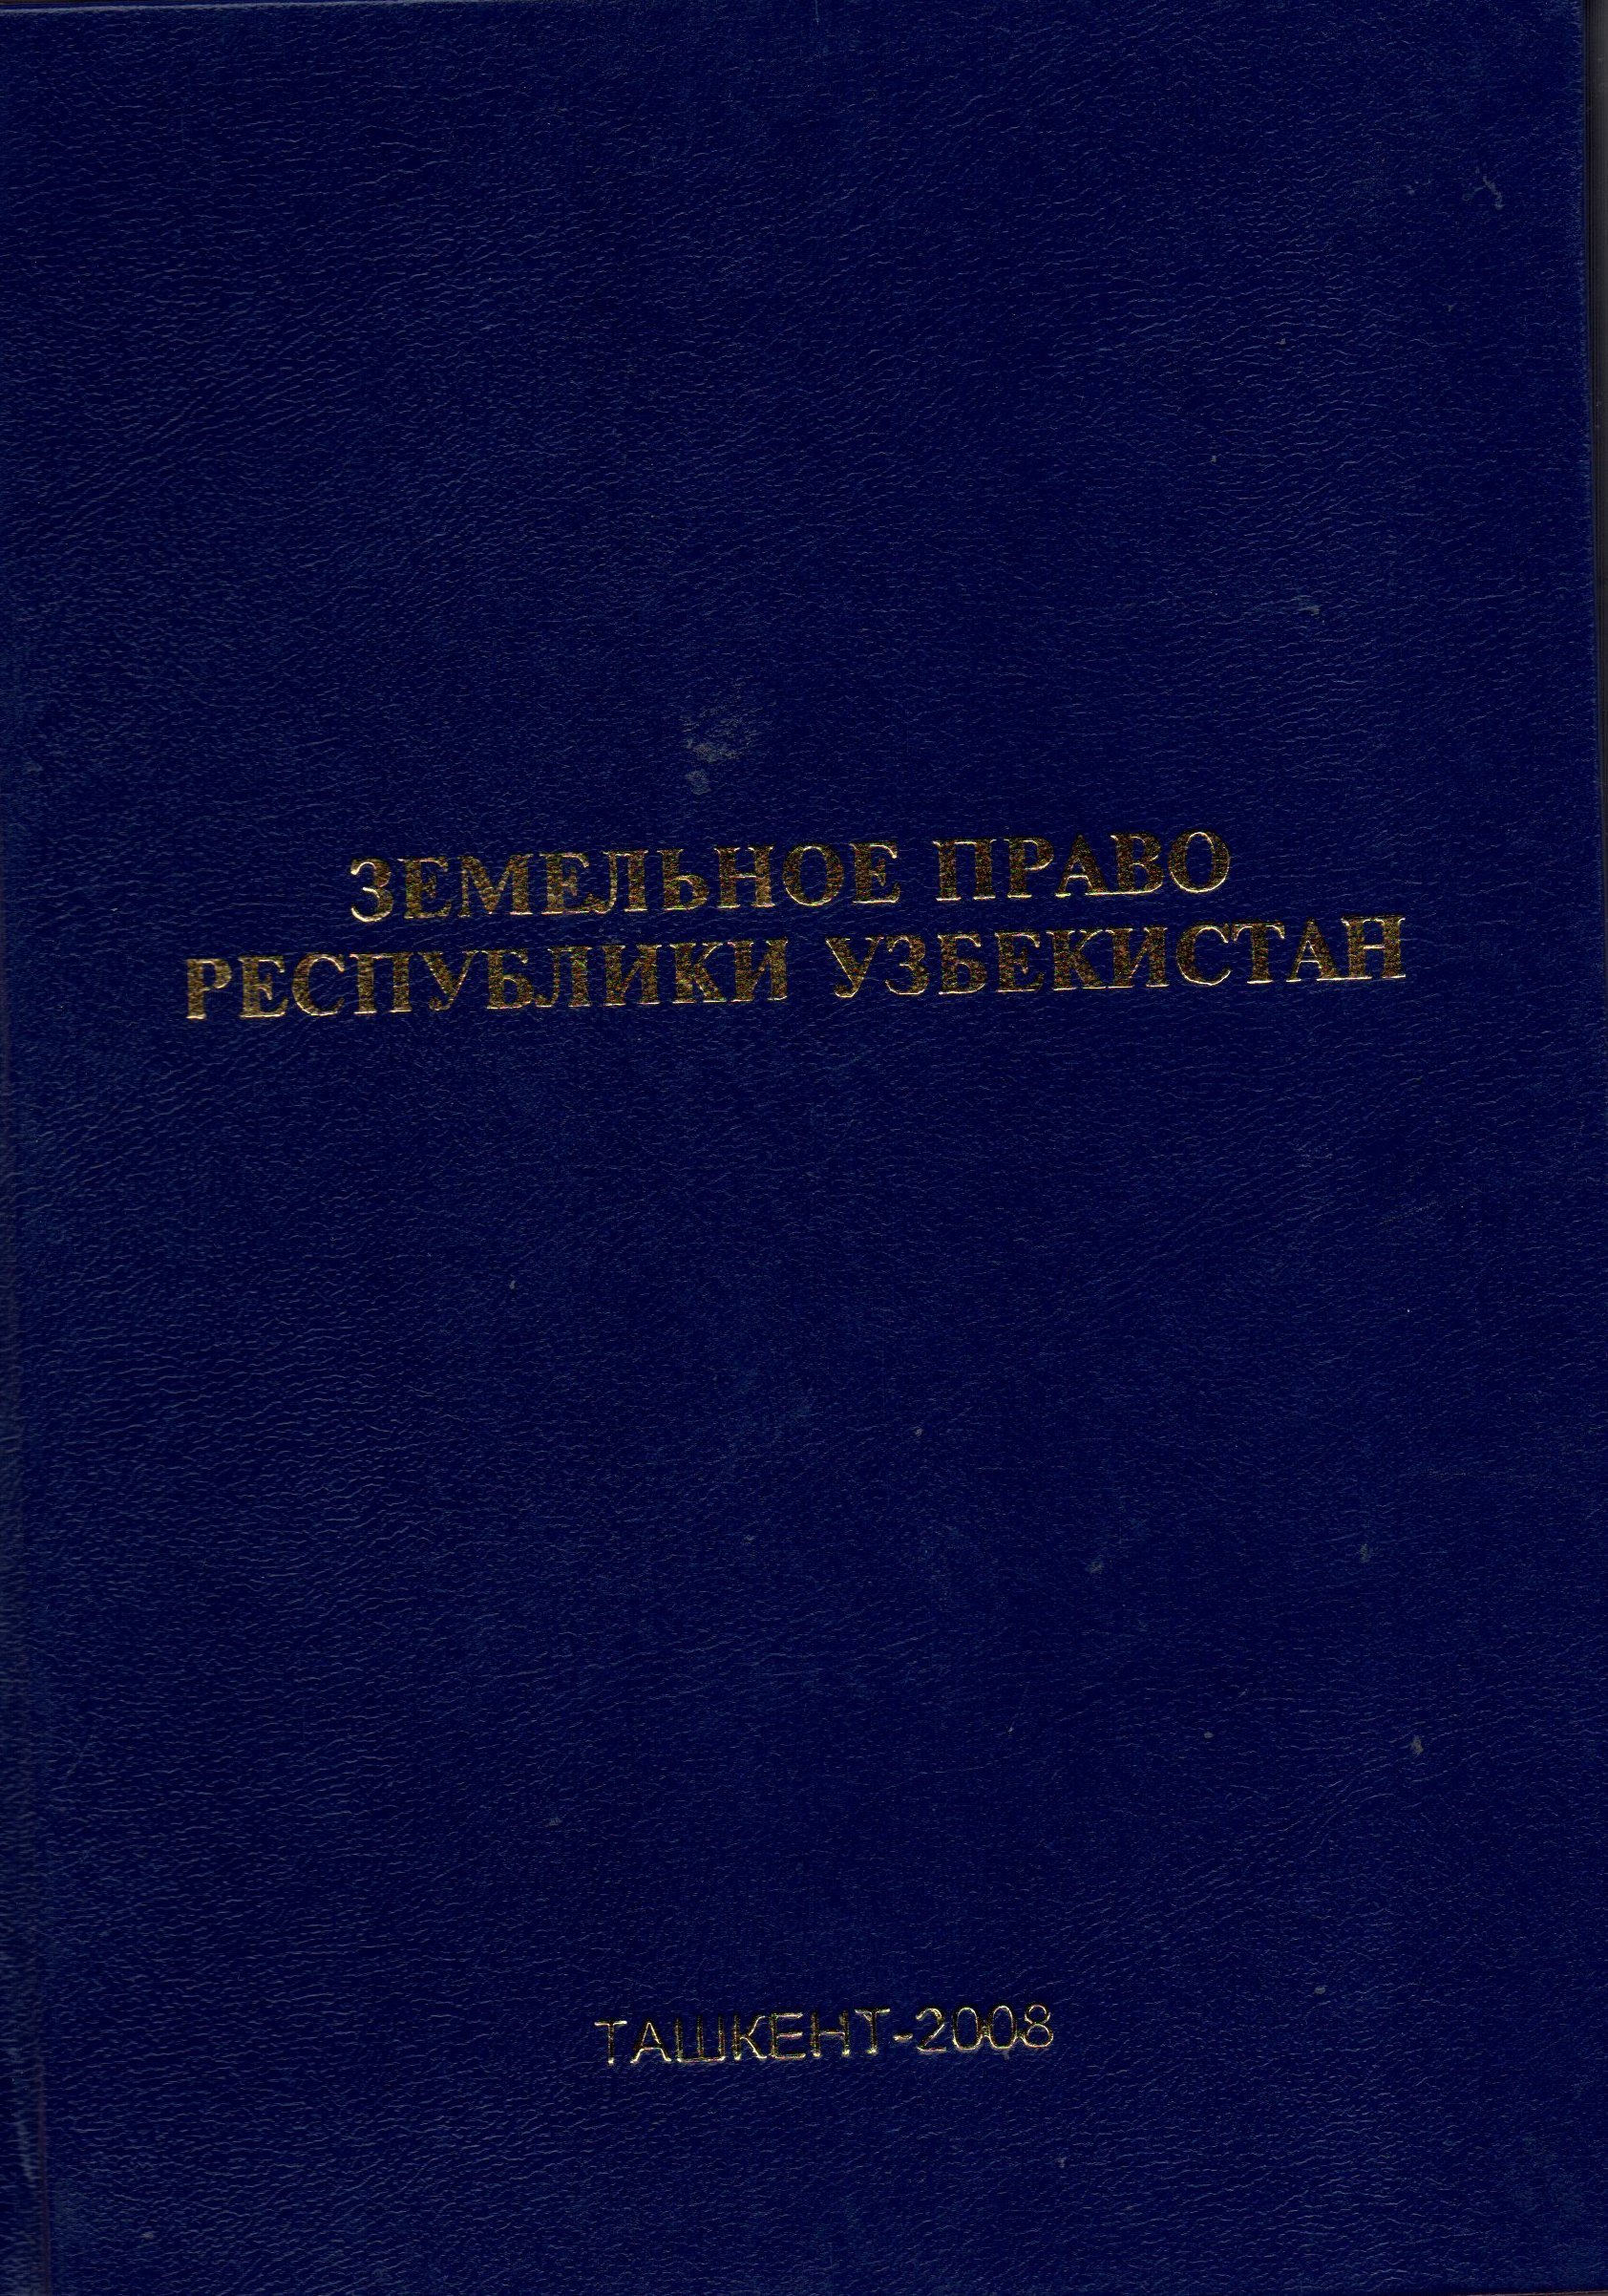 ЗЕМЕЛЬНОЕ ПРАВО
РЕСПУБЛИКИ УЗБЕКИСТАН
ТАШКЕНТ-2008